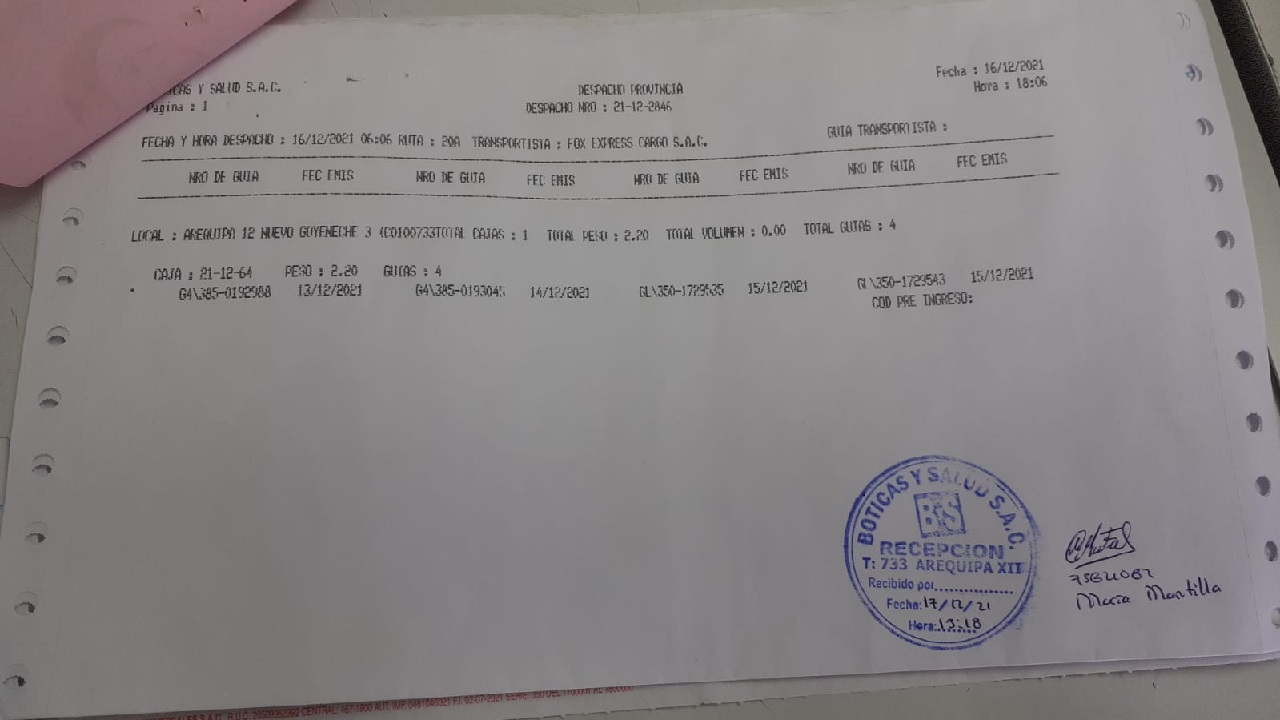 CAS Y SALUD S.A.C.
DESPACHO PROVINCIA
Fecha : 16/12/2021
Pagina : 1
DESPACHO NRO : 21-12-2846
Hora : 18:06
FECHA Y HORA DESPACHO : 16/12/2021 06:06 RUTA : 20A TRANSPORTISTA : FOX EXPRESS CARGO S.A.C.
GUIA TRANSPORTISTA :
NRO DE GUIA FEC EMIS NRO DE GUIA FEC EMIS NRO DE GUIA FEC EMIS NRO DE GUIA FEC EMIS
LOCAL : AREQUIPA 12 NUEVO GOYENECHE 3 (C0100733TOTAL CAJAS : 1 TOTAL PESO : 2.20 TOTAL VOLUMEN : 0.00 TOTAL GUIAS : 4
CAJA : 21-12-64 PESO : 2.20 GUIAS : 4
G4\385-0192988 13/12/2021 G4\385-0193045 14/12/2021 GL\350-1729535 15/12/2021 GL\350-1729543 15/12/2021
COD PRE INGRESO:
BOTICAS Y SALUD S.A.C.
BS
RECEPCION
T: 733 AREQUIPA XII
Recibido por
Fecha: 17/12/21
Hora: 13:18
Maria Mantilla